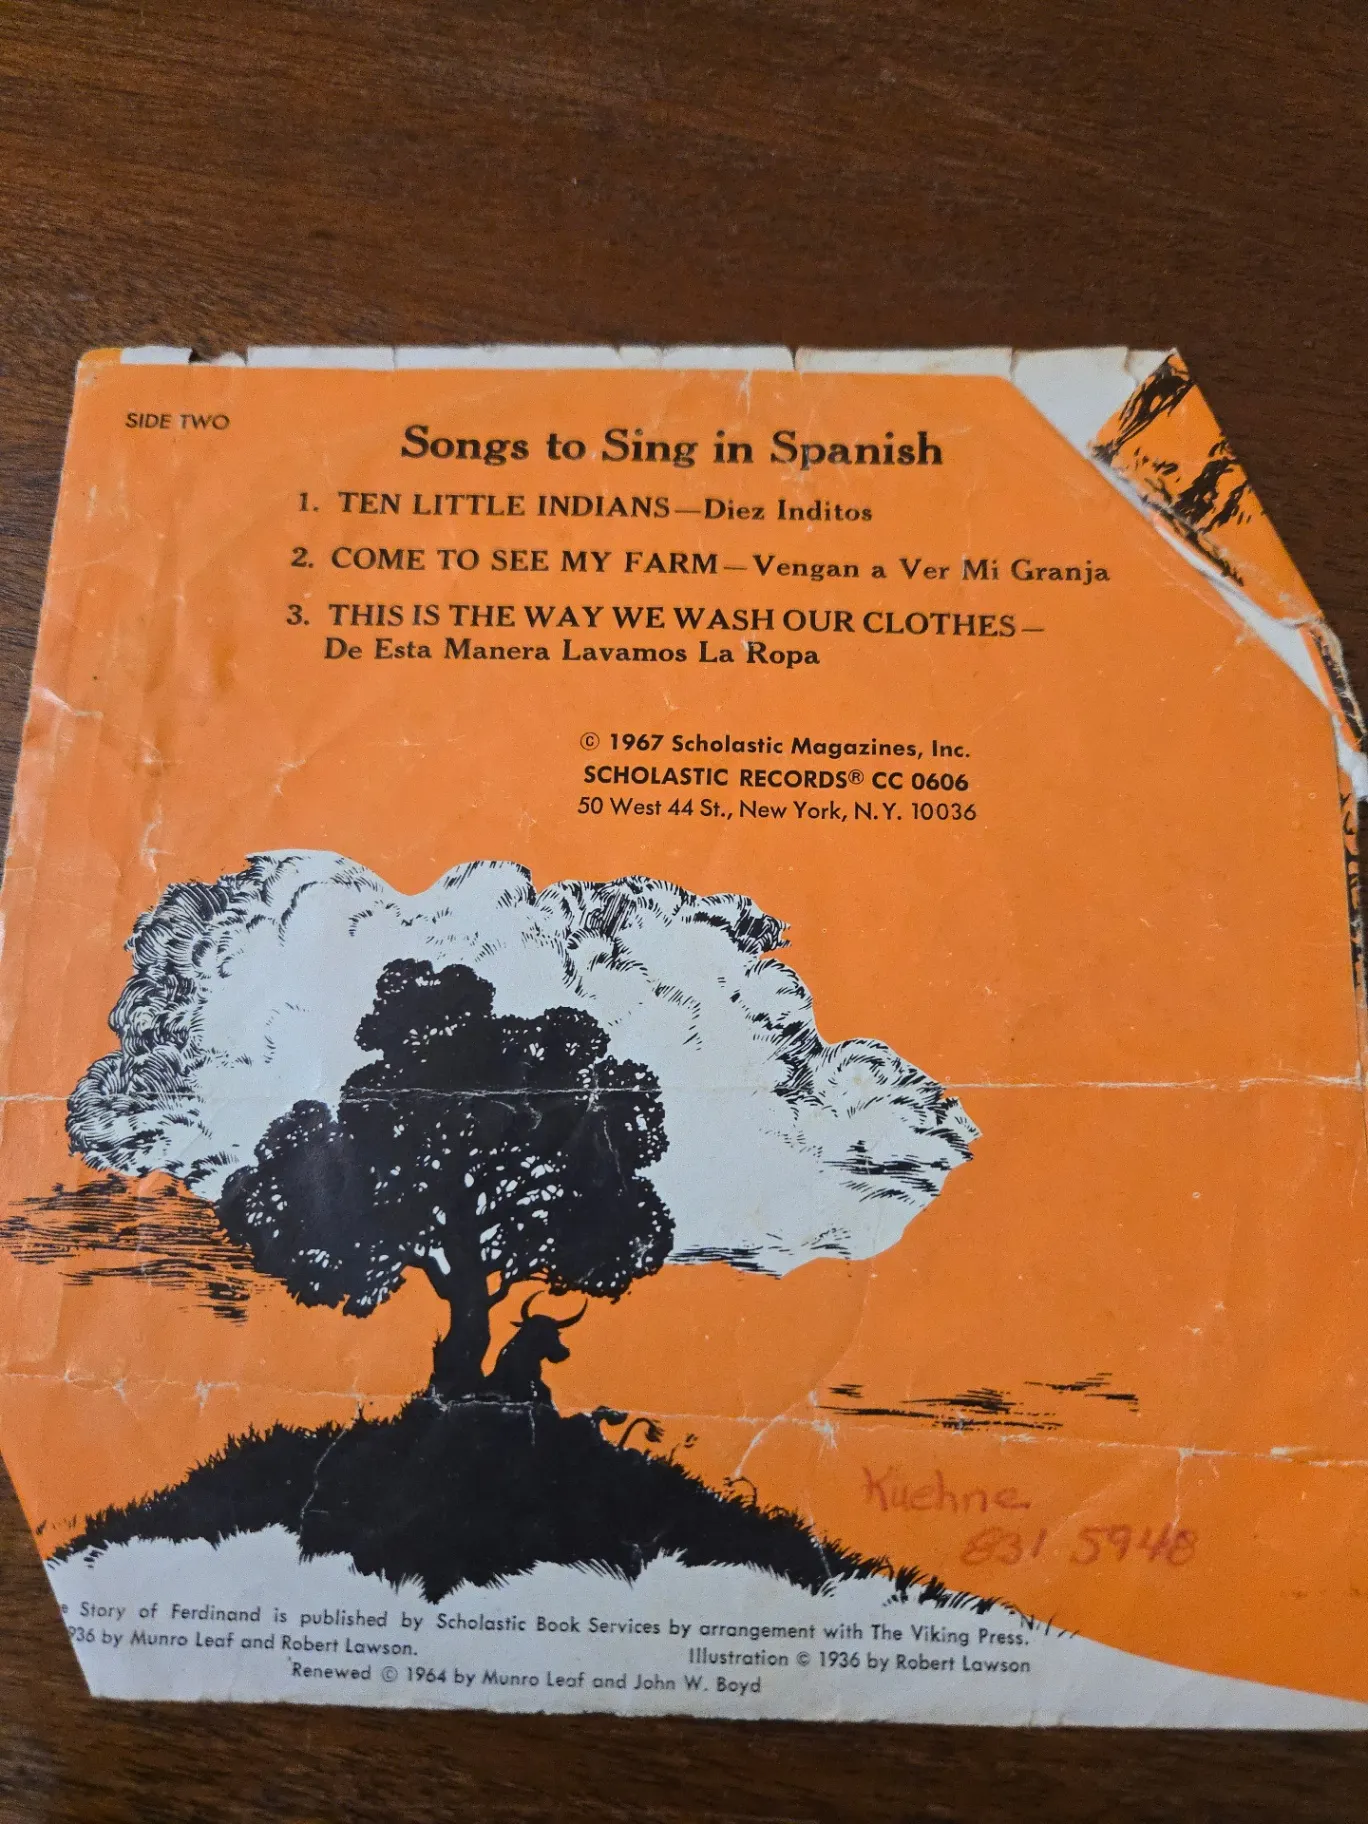 SIDE TWO
Songs to Sing in Spanish
1. TEN LITTLE INDIANS—Diez Inditos
2. COME TO SEE MY FARM—Vengan a Ver Mi Granja
3. THIS IS THE WAY WE WASH OUR CLOTHES—
De Esta Manera Lavamos La Ropa
© 1967 Scholastic Magazines, Inc.
SCHOLASTIC RECORDS® CC 0606
50 West 44 St., New York, N.Y. 10036
Kuehne
831 5948
e Story of Ferdinand is published by Scholastic Book Services by arrangement with The Viking Press.
936 by Munro Leaf and Robert Lawson. Illustration © 1936 by Robert Lawson
Renewed © 1964 by Munro Leaf and John W. Boyd